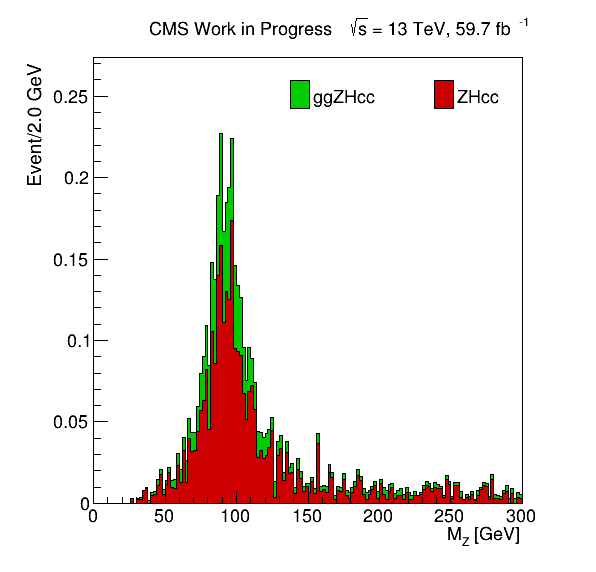 CMS Work in Progress √s = 13 TeV, 59.7 fb -1
Event/2.0 GeV
ggZHcc ZHcc
0.25
0.2
0.15
0.1
0.05
0
0 50 100 150 200 250 300
M_Z [GeV]